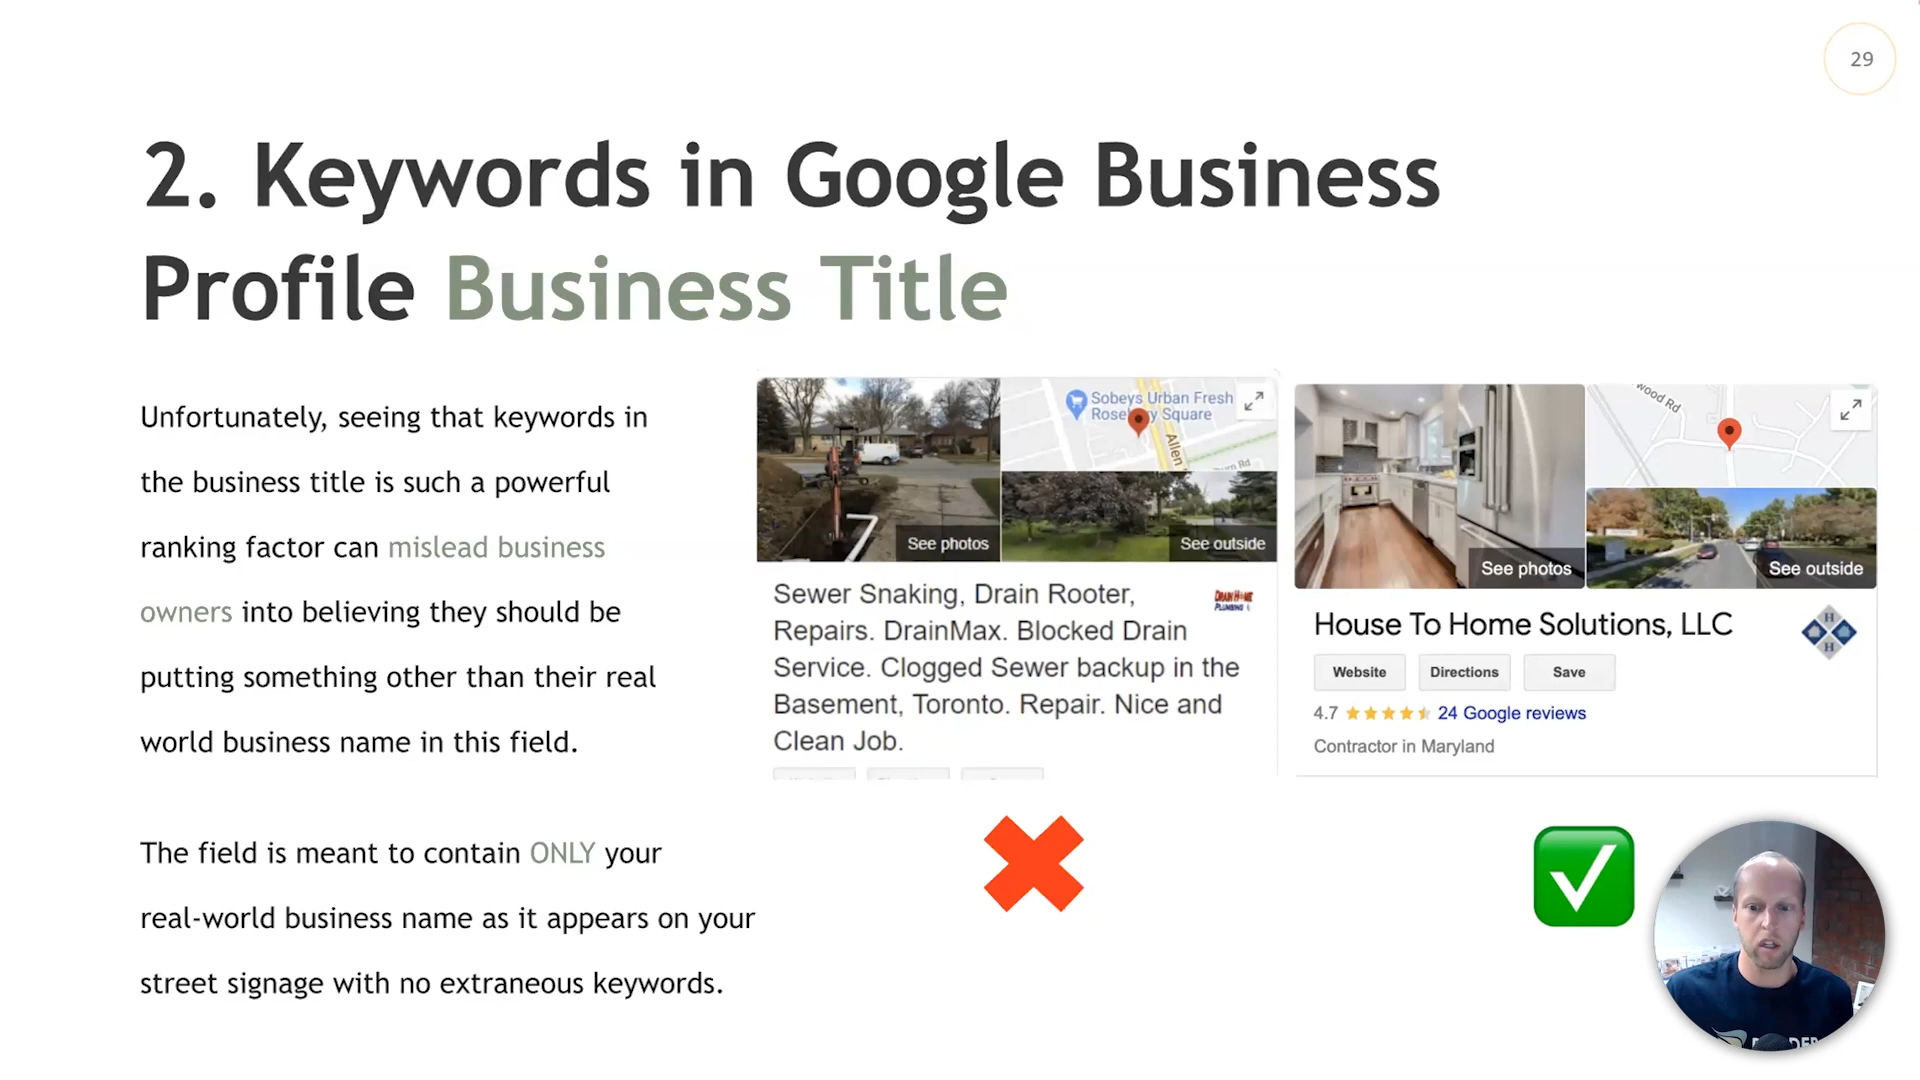 29
2. Keywords in Google Business
Profile Business Title
Unfortunately, seeing that keywords in
the business title is such a powerful
ranking factor can mislead business
owners into believing they should be
putting something other than their real
world business name in this field.
The field is meant to contain ONLY your
real-world business name as it appears on your
street signage with no extraneous keywords.
Sobeys Urban Fresh
Rosebury Square
Allen
See photos
See outside
Sewer Snaking, Drain Rooter,
Repairs. DrainMax. Blocked Drain
Service. Clogged Sewer backup in the
Basement, Toronto. Repair. Nice and
Clean Job.
DRAIN HOME
PLUMBING
wood Rd
See photos
See outside
House To Home Solutions, LLC
H
H
Website
Directions
Save
4.7
24 Google reviews
Contractor in Maryland